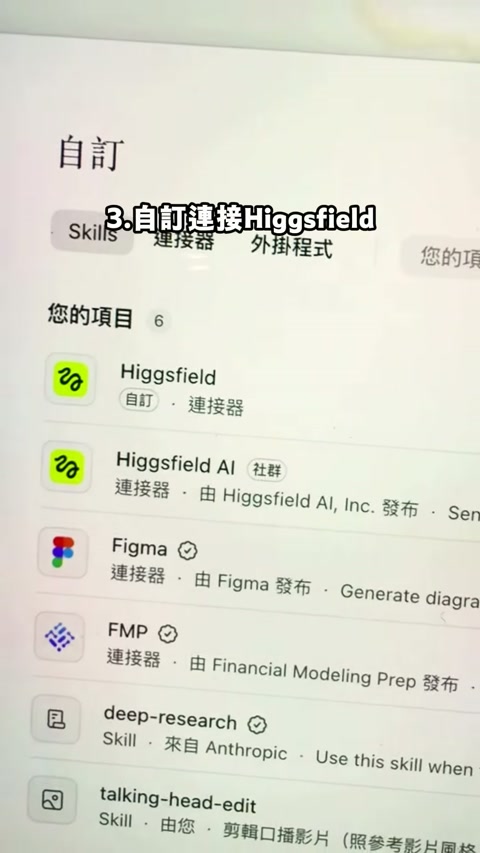 自訂
3.自訂連接Higgsfield
Skills 連接器 外掛程式 您的項
您的項目 6
Higgsfield
自訂 · 連接器
Higgsfield AI 社群
連接器 · 由 Higgsfield AI, Inc. 發布 · Sen
Figma
連接器 · 由 Figma 發布 · Generate diagra
FMP
連接器 · 由 Financial Modeling Prep 發布 ·
deep-research
Skill · 來自 Anthropic · Use this skill when
talking-head-edit
Skill · 由您 · 剪輯口播影片（照參考影片風格